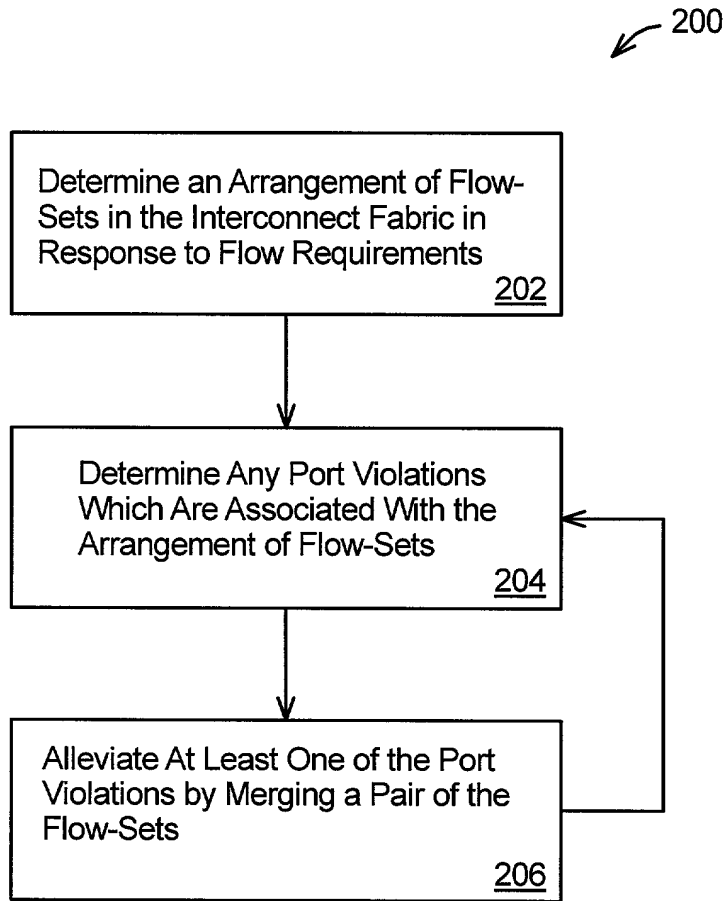 200
Determine an Arrangement of Flow-
Sets in the Interconnect Fabric in
Response to Flow Requirements
202
Determine Any Port Violations
Which Are Associated With the
Arrangement of Flow-Sets
204
Alleviate At Least One of the Port
Violations by Merging a Pair of the
Flow-Sets
206